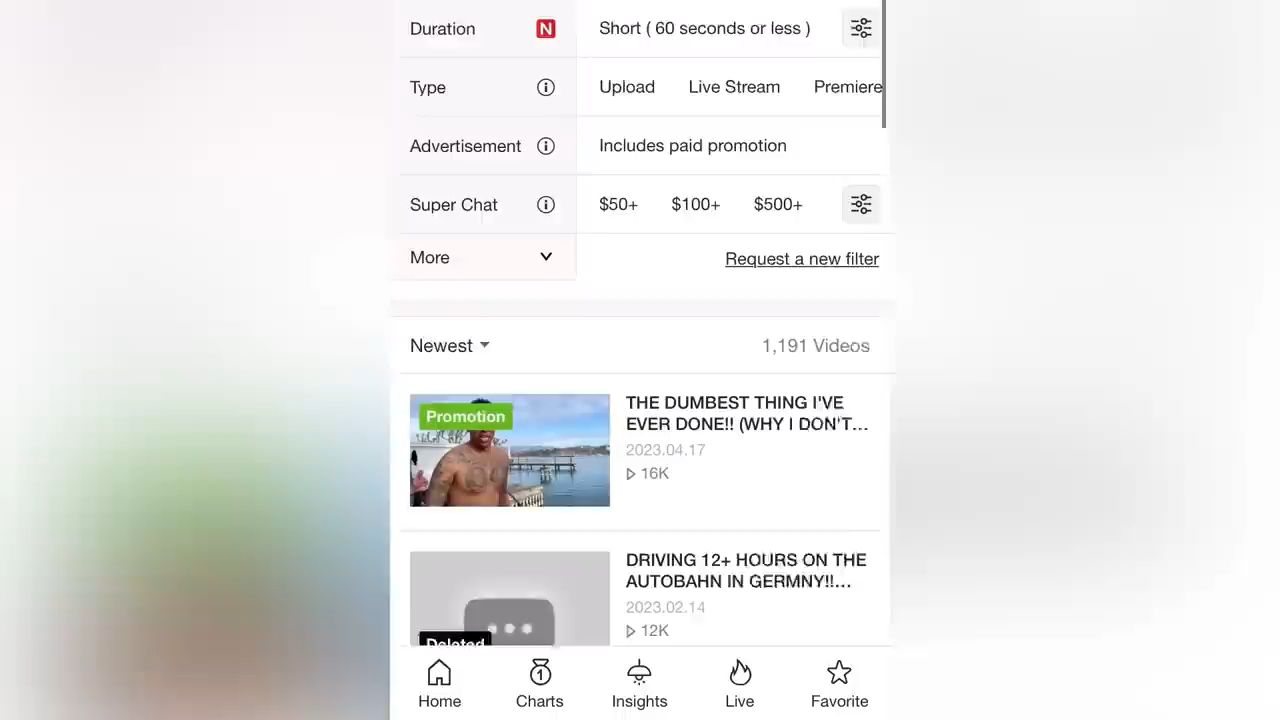 Duration N Short ( 60 seconds or less )
Type Upload Live Stream Premiere
Advertisement Includes paid promotion
Super Chat $50+ $100+ $500+
More Request a new filter
Newest 1,191 Videos
Promotion
THE DUMBEST THING I'VE
EVER DONE!! (WHY I DON'T...
2023.04.17
16K
DRIVING 12+ HOURS ON THE
AUTOBAHN IN GERMNY!!...
2023.02.14
12K
Deleted
Home Charts Insights Live Favorite